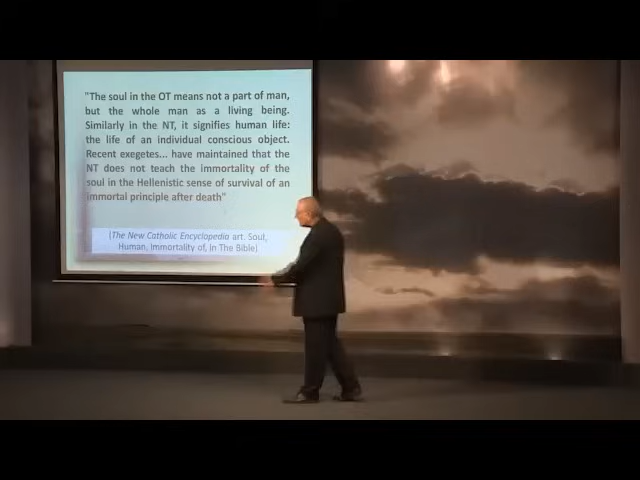 "The soul in the OT means not a part of man,
but the whole man as a living being.
Similarly in the NT, it signifies human life:
the life of an individual conscious object.
Recent exegetes... have maintained that the
NT does not teach the immortality of the
soul in the Hellenistic sense of survival of an
immortal principle after death"
(The New Catholic Encyclopedia art. Soul,
Human, Immortality of, in The Bible)